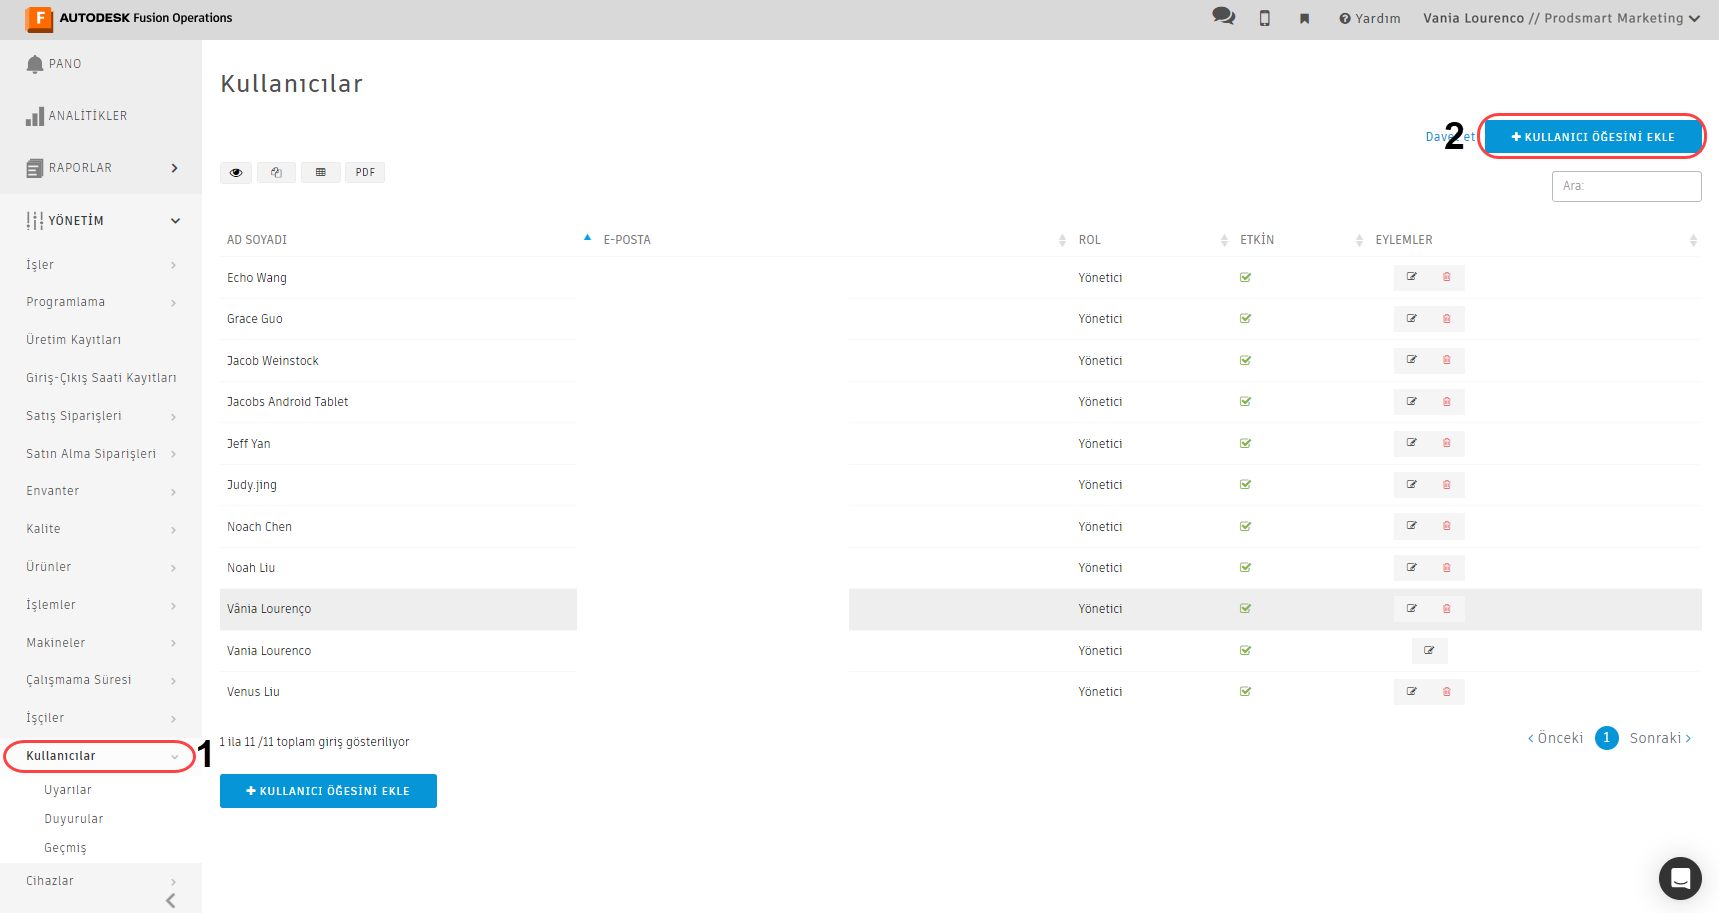 F AUTODESK Fusion Operations
Yardım
Vania Lourenco // Prodsmart Marketing
PANO
ANALİTİKLER
RAPORLAR
YÖNETİM
İşler
Programlama
Üretim Kayıtları
Giriş-Çıkış Saati Kayıtları
Satış Siparişleri
Satın Alma Siparişleri
Envanter
Kalite
Ürünler
İşlemler
Makineler
Çalışmama Süresi
İşçiler
Kullanıcılar
1
Uyarılar
Duyurular
Geçmiş
Cihazlar
Kullanıcılar
Davet et
2
KULLANICI ÖĞESİNİ EKLE
PDF
Ara:
AD SOYADI E-POSTA ROL ETKİN EYLEMLER
Echo Wang Yönetici
Grace Guo Yönetici
Jacob Weinstock Yönetici
Jacobs Android Tablet Yönetici
Jeff Yan Yönetici
Judy.jing Yönetici
Noach Chen Yönetici
Noah Liu Yönetici
Vânia Lourenço Yönetici
Vania Lourenco Yönetici
Venus Liu Yönetici
1 ila 11 /11 toplam giriş gösteriliyor
‹ Önceki 1 Sonraki ›
KULLANICI ÖĞESİNİ EKLE